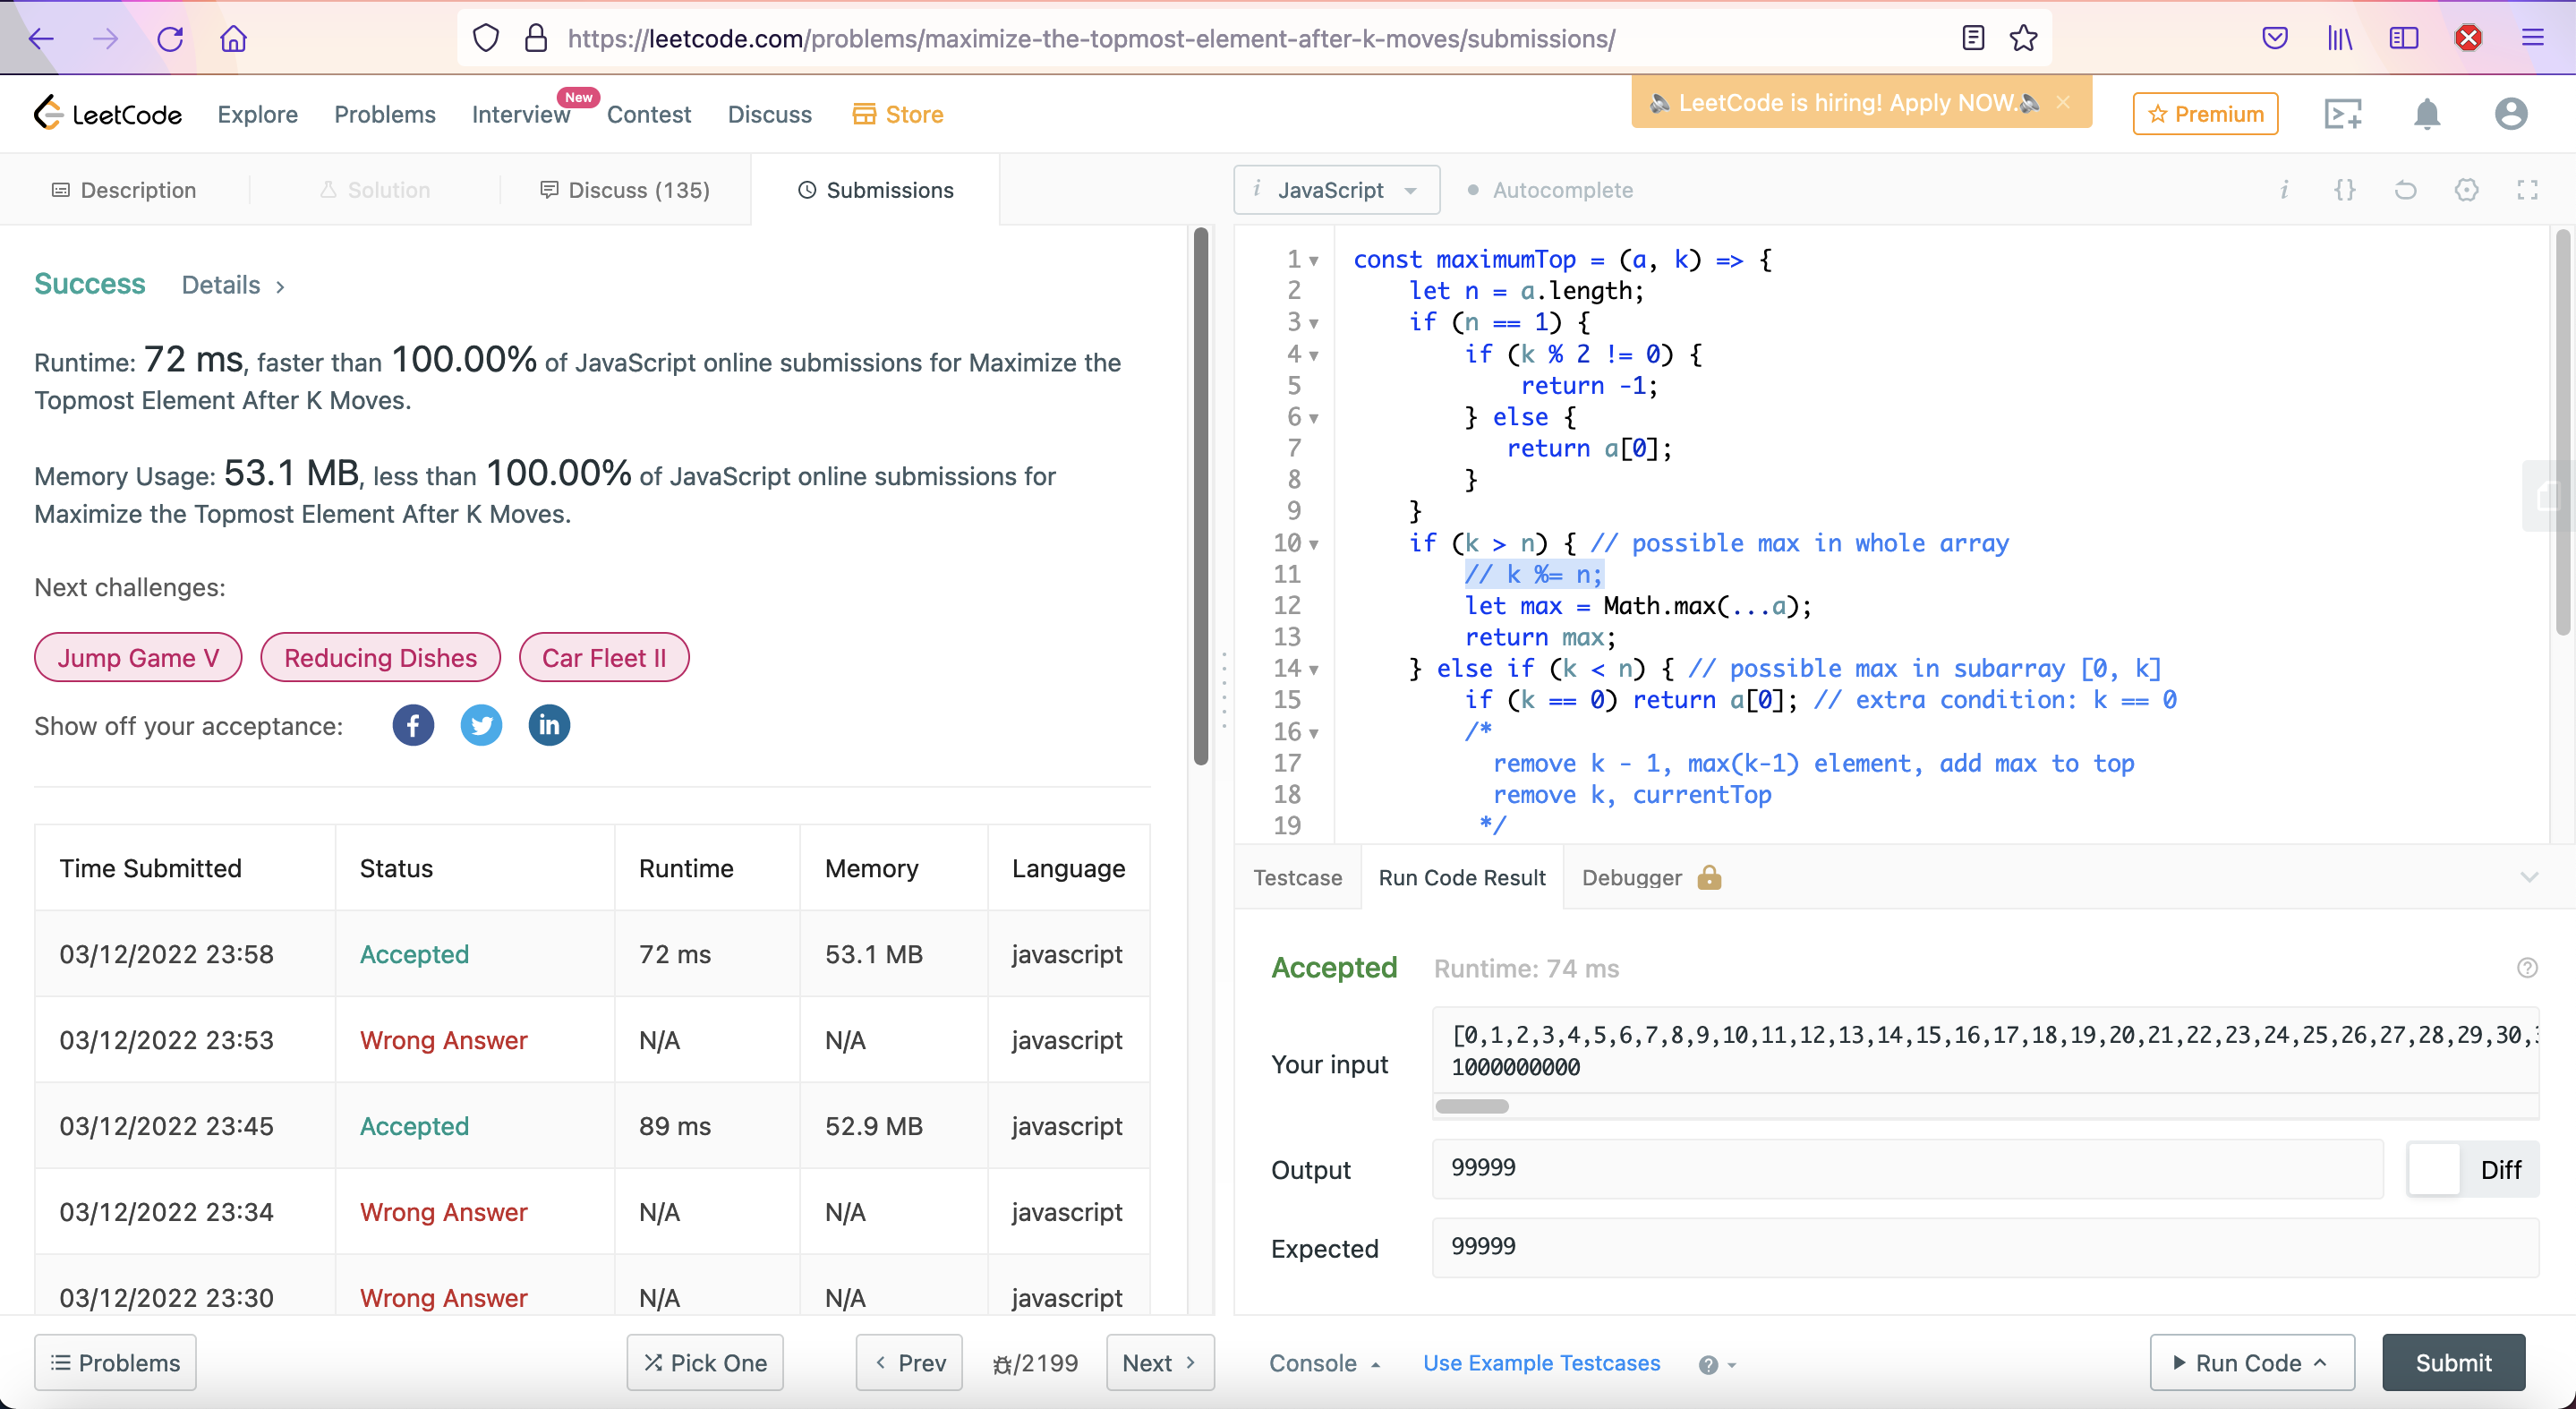 https://leetcode.com/problems/maximize-the-topmost-element-after-k-moves/submissions/
LeetCode
Explore
Problems
Interview
New
Contest
Discuss
Store
🔈 LeetCode is hiring! Apply NOW.🔈 ×
Premium
Description
Solution
Discuss (135)
Submissions
Success Details >
Runtime: 72 ms, faster than 100.00% of JavaScript online submissions for Maximize the
Topmost Element After K Moves.
Memory Usage: 53.1 MB, less than 100.00% of JavaScript online submissions for
Maximize the Topmost Element After K Moves.
Next challenges:
Jump Game V
Reducing Dishes
Car Fleet II
Show off your acceptance:
Time Submitted Status Runtime Memory Language
03/12/2022 23:58 Accepted 72 ms 53.1 MB javascript
03/12/2022 23:53 Wrong Answer N/A N/A javascript
03/12/2022 23:45 Accepted 89 ms 52.9 MB javascript
03/12/2022 23:34 Wrong Answer N/A N/A javascript
03/12/2022 23:30 Wrong Answer N/A N/A javascript
Problems
Pick One
< Prev
/2199
Next >
i JavaScript
Autocomplete
i {}
1 const maximumTop = (a, k) => {
2 let n = a.length;
3 if (n == 1) {
4 if (k % 2 != 0) {
5 return -1;
6 } else {
7 return a[0];
8 }
9 }
10 if (k > n) { // possible max in whole array
11 // k %= n;
12 let max = Math.max(...a);
13 return max;
14 } else if (k < n) { // possible max in subarray [0, k]
15 if (k == 0) return a[0]; // extra condition: k == 0
16 /*
17 remove k - 1, max(k-1) element, add max to top
18 remove k, currentTop
19 */
Testcase
Run Code Result
Debugger
Accepted Runtime: 74 ms
Your input
[0,1,2,3,4,5,6,7,8,9,10,11,12,13,14,15,16,17,18,19,20,21,22,23,24,25,26,27,28,29,30,
1000000000
Output
99999
Diff
Expected
99999
Console
Use Example Testcases
Run Code
Submit